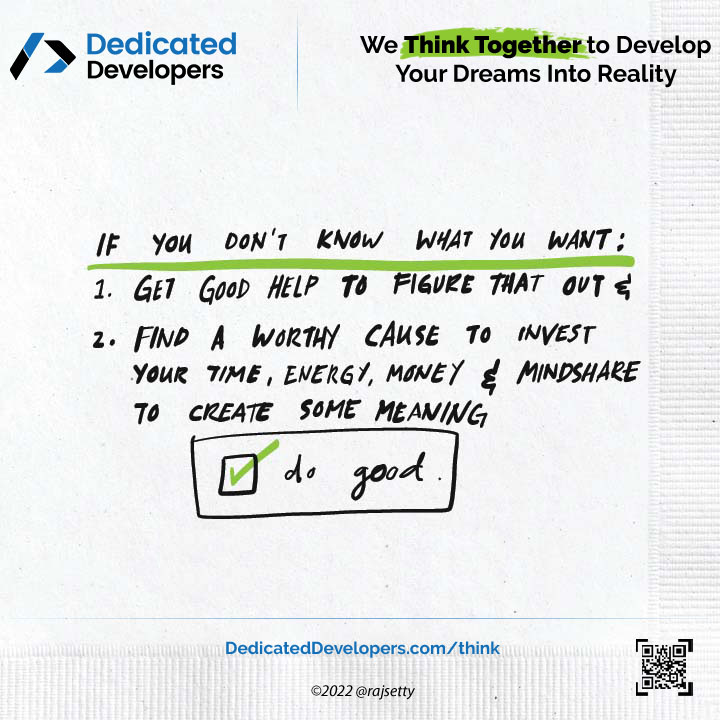 Dedicated
Developers
We Think Together to Develop
Your Dreams Into Reality
IF YOU DON'T KNOW WHAT YOU WANT:
1. GET GOOD HELP TO FIGURE THAT OUT &
2. FIND A WORTHY CAUSE TO INVEST
YOUR TIME, ENERGY, MONEY & MINDSHARE
TO CREATE SOME MEANING
do good.
DedicatedDevelopers.com/think
©2022 @rajsetty